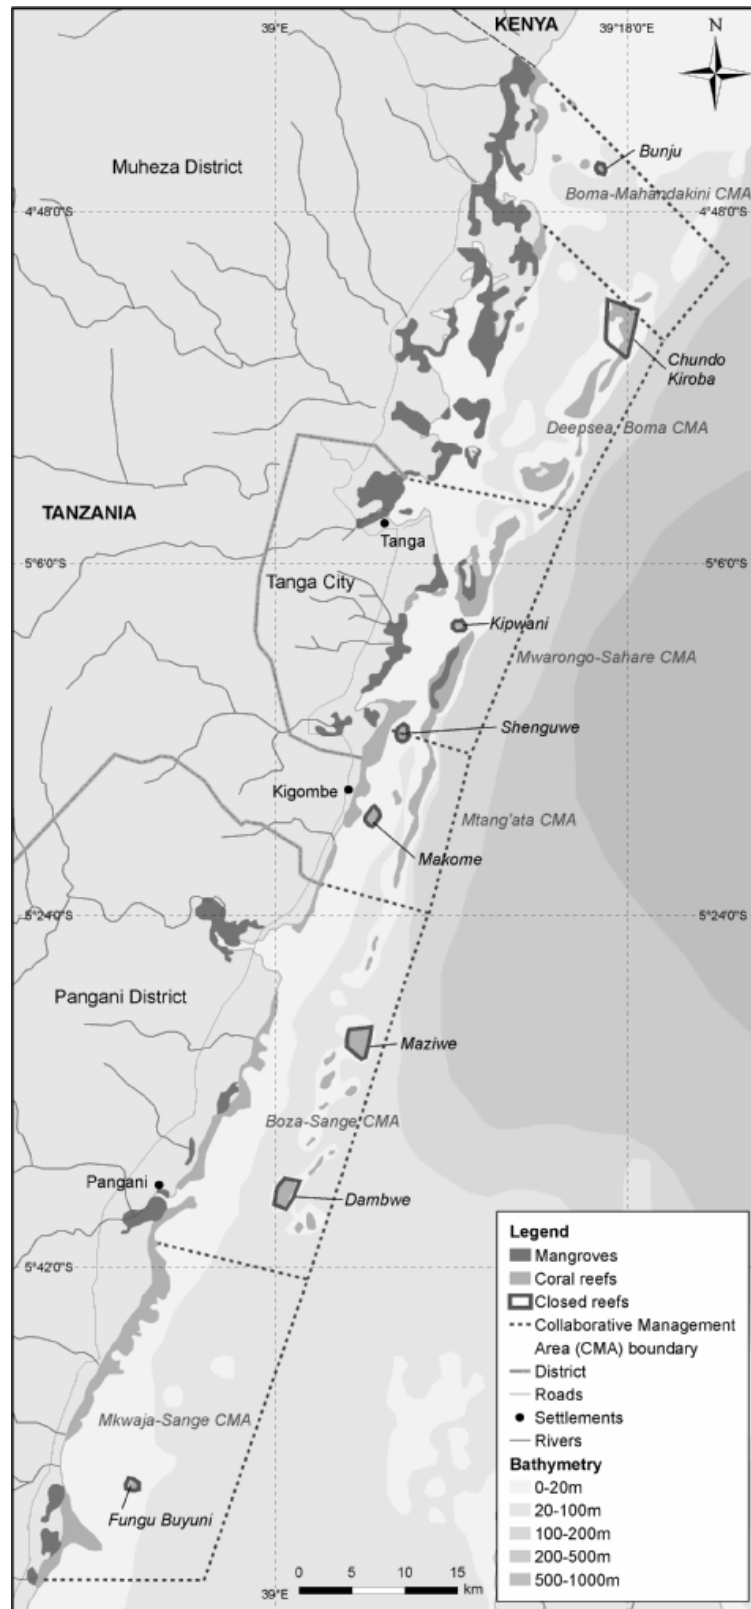 KENYA
39°E
39°18'0"E
N
Muheza District
Bunju
Boma-Mahandakini CMA
4°48'0"S
4°48'0"S
Chundo
Kiroba
Deepsea, Boma CMA
TANZANIA
Tanga
5°6'0"S
5°6'0"S
Tanga City
Kipwani
Mwarongo-Sahare CMA
Shenguwe
Kigombe
Mtang'ata CMA
Makome
5°24'0"S
5°24'0"S
Pangani District
Maziwe
Boza-Sange CMA
Pangani
Dambwe
5°42'0"S
Mkwaja-Sange CMA
Fungu Buyuni
39°E
0 5 10 15
km
Legend
Mangroves
Coral reefs
Closed reefs
Collaborative Management
Area (CMA) boundary
District
Roads
Settlements
Rivers
Bathymetry
0-20m
20-100m
100-200m
200-500m
500-1000m